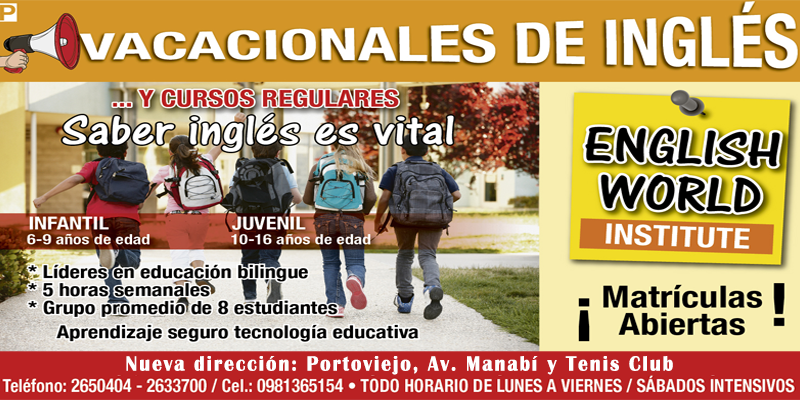 P
VACACIONALES DE INGLÉS
... Y CURSOS REGULARES
Saber inglés es vital
INFANTIL
6-9 años de edad
JUVENIL
10-16 años de edad
* Líderes en educación bilingue
* 5 horas semanales
* Grupo promedio de 8 estudiantes
Aprendizaje seguro tecnología educativa
ENGLISH
WORLD
INSTITUTE
¡ Matrículas
Abiertas !
Nueva dirección: Portoviejo, Av. Manabí y Tenis Club
Teléfono: 2650404 - 2633700 / Cel.: 0981365154 • TODO HORARIO DE LUNES A VIERNES / SÁBADOS INTENSIVOS